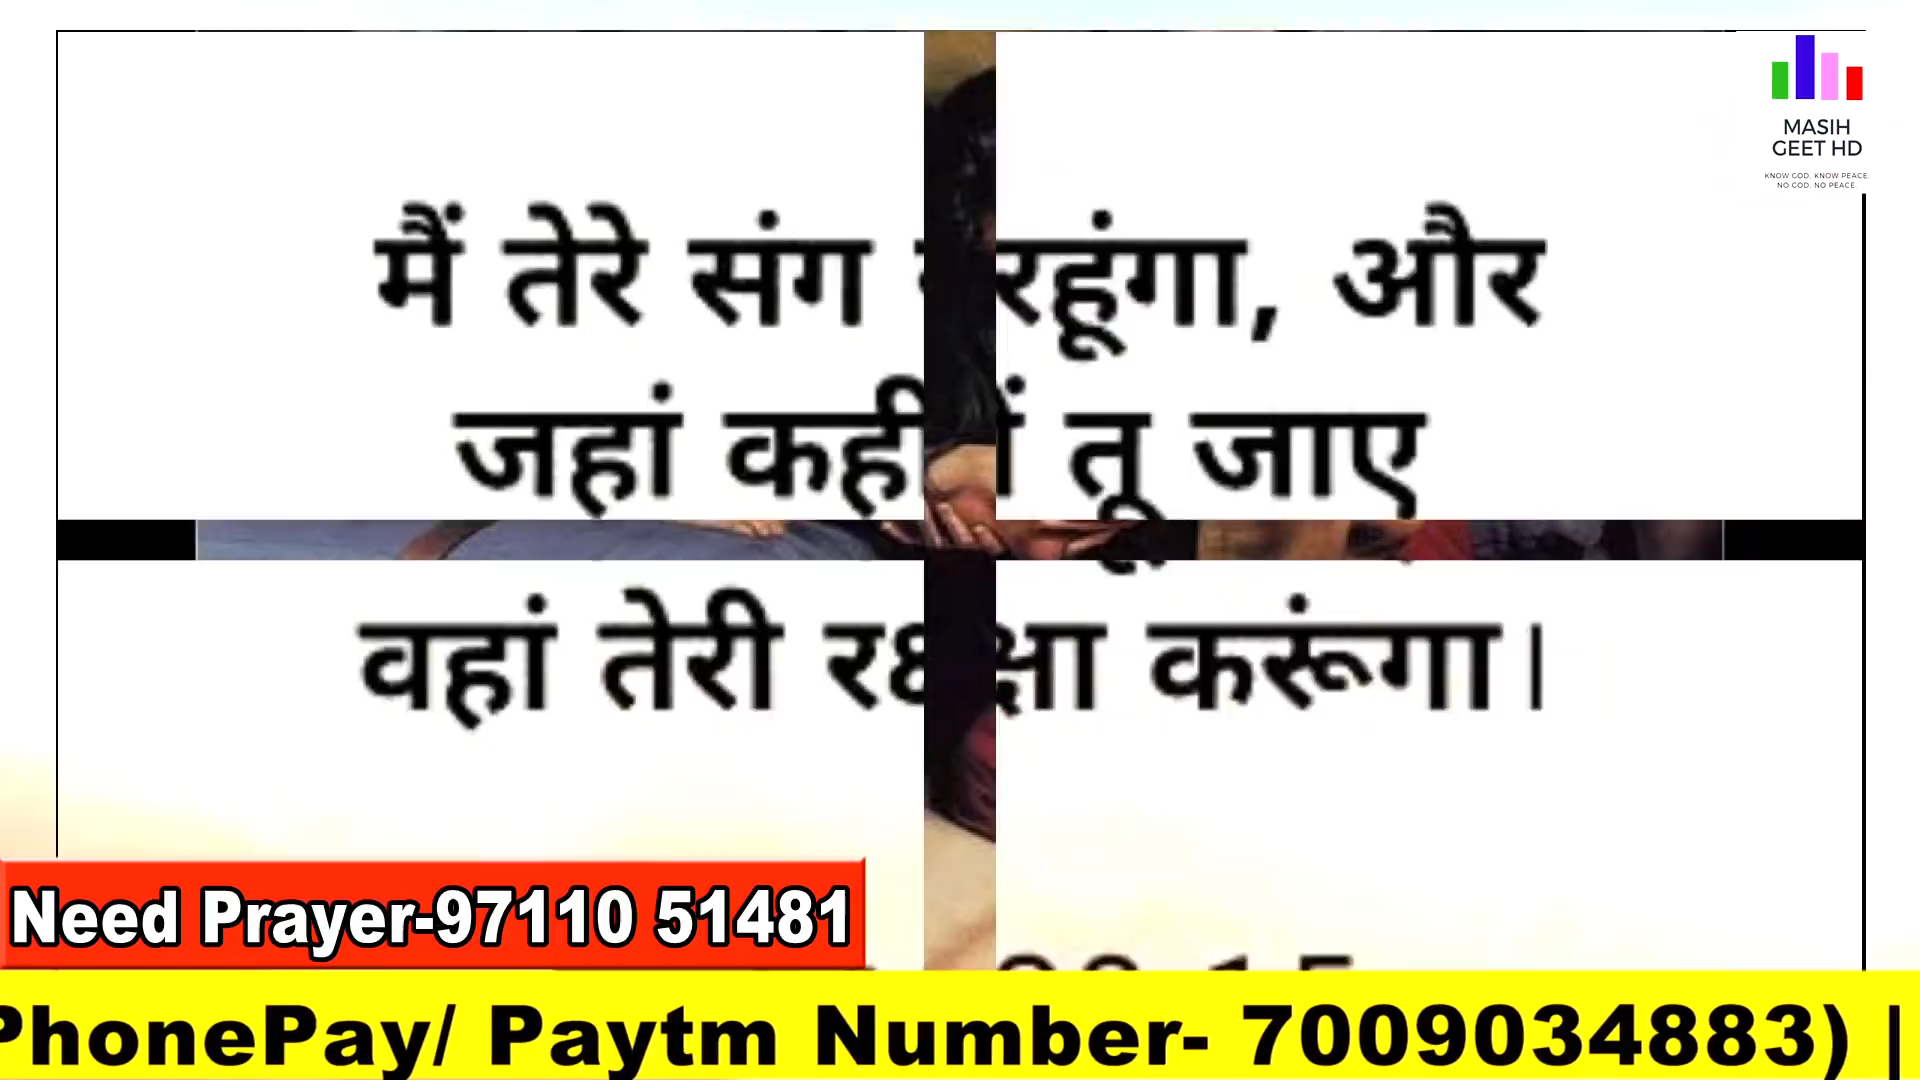 MASIH
GEET HD
KNOW GOD. KNOW PEACE.
NO GOD. NO PEACE.
मैं तेरे संग रहूंगा, और
जहां कहीं तू जाए
वहां तेरी रक्षा करूंगा।
Need Prayer-97110 51481
PhonePay/ Paytm Number- 7009034883) |